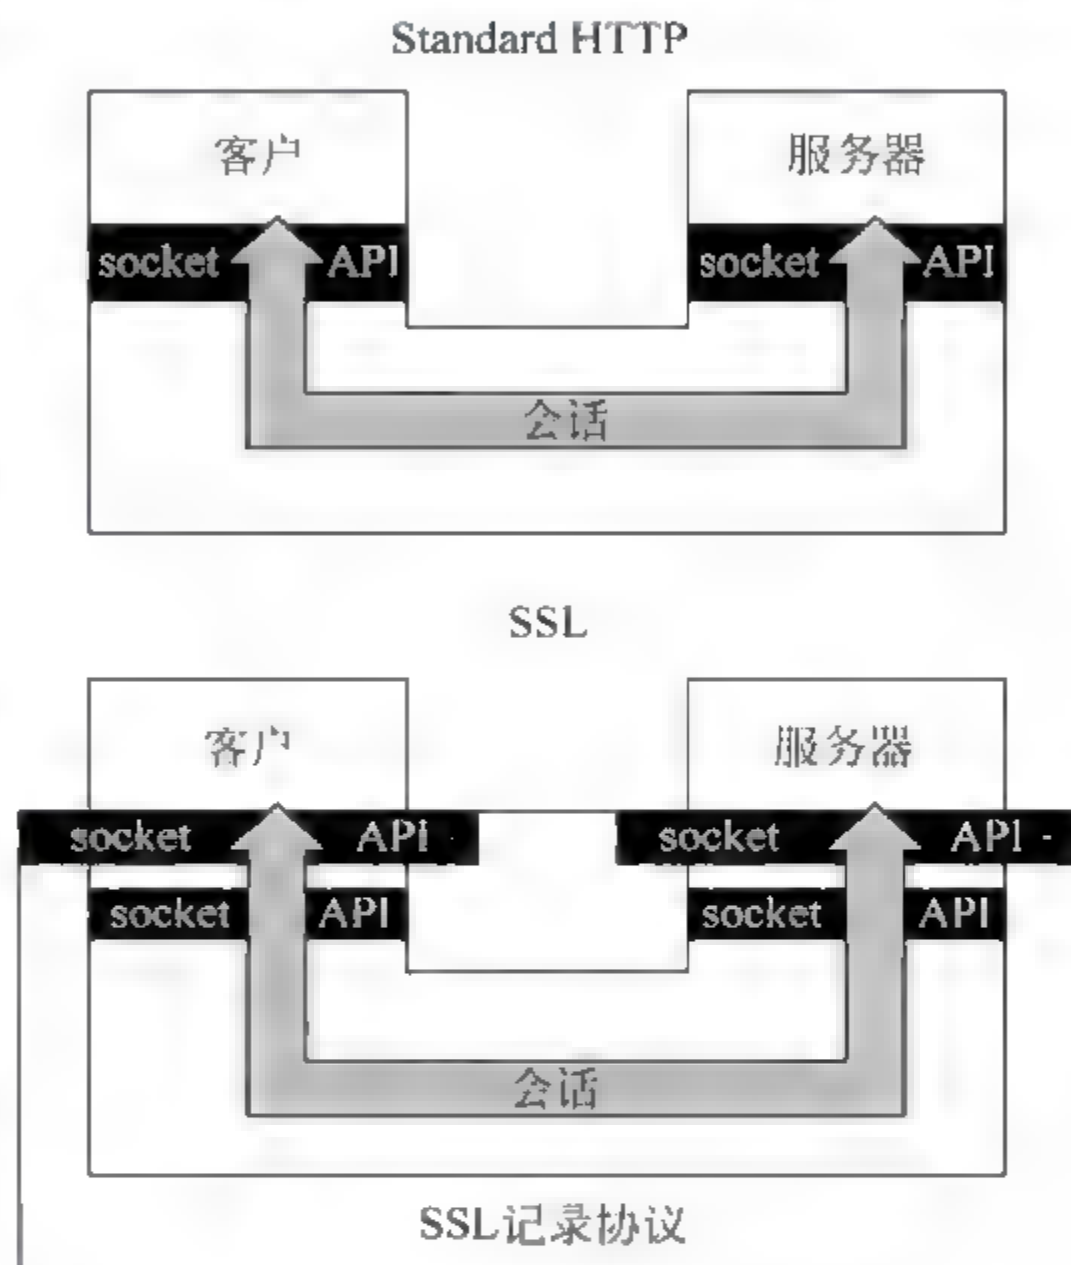 Standard HTTP
客户 服务器
socket API socket API
会话
SSL
客户 服务器
socket API - socket API -
socket API socket API
会话
SSL记录协议